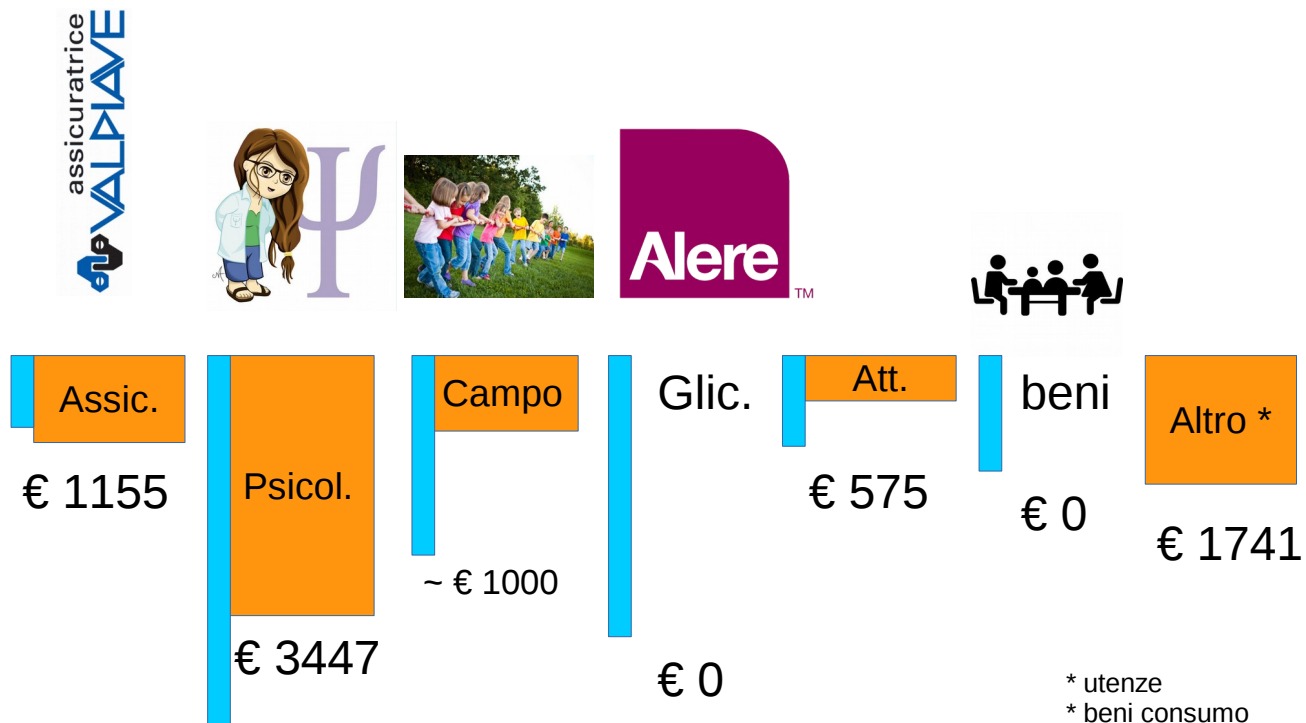 assicuratrice
VALPIAVE
Ψ
Alere
TM
Assic.
€ 1155
Psicol.
€ 3447
Campo
~ € 1000
Glic.
€ 0
Att.
€ 575
beni
€ 0
Altro *
€ 1741
* utenze
* beni consumo